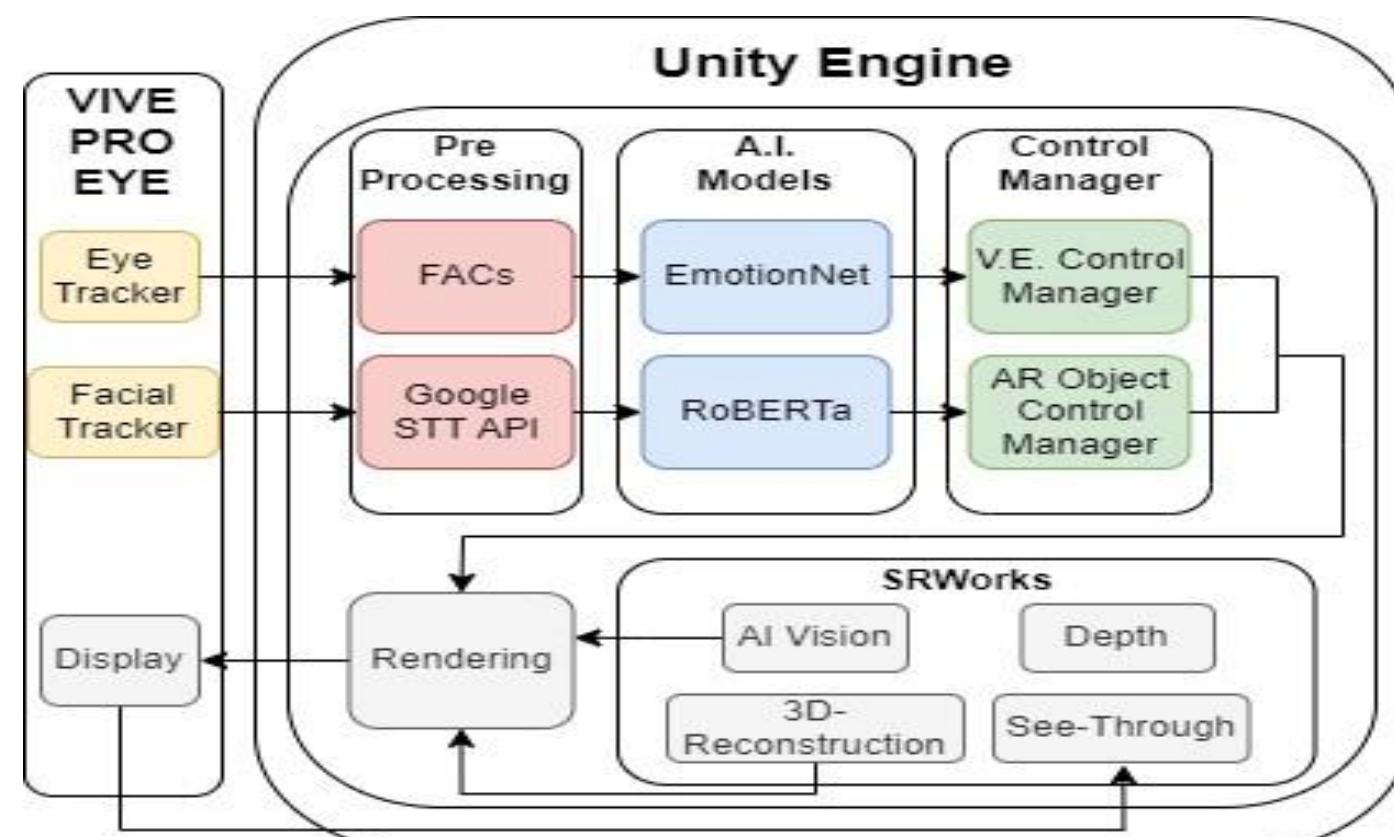 Unity Engine
VIVE
PRO
EYE
Eye
Tracker
Facial
Tracker
Display
Pre
Processing
FACs
Google
STT API
A.I.
Models
EmotionNet
RoBERTa
Control
Manager
V.E. Control
Manager
AR Object
Control
Manager
Rendering
SRWorks
AI Vision
Depth
3D-
Reconstruction
See-Through